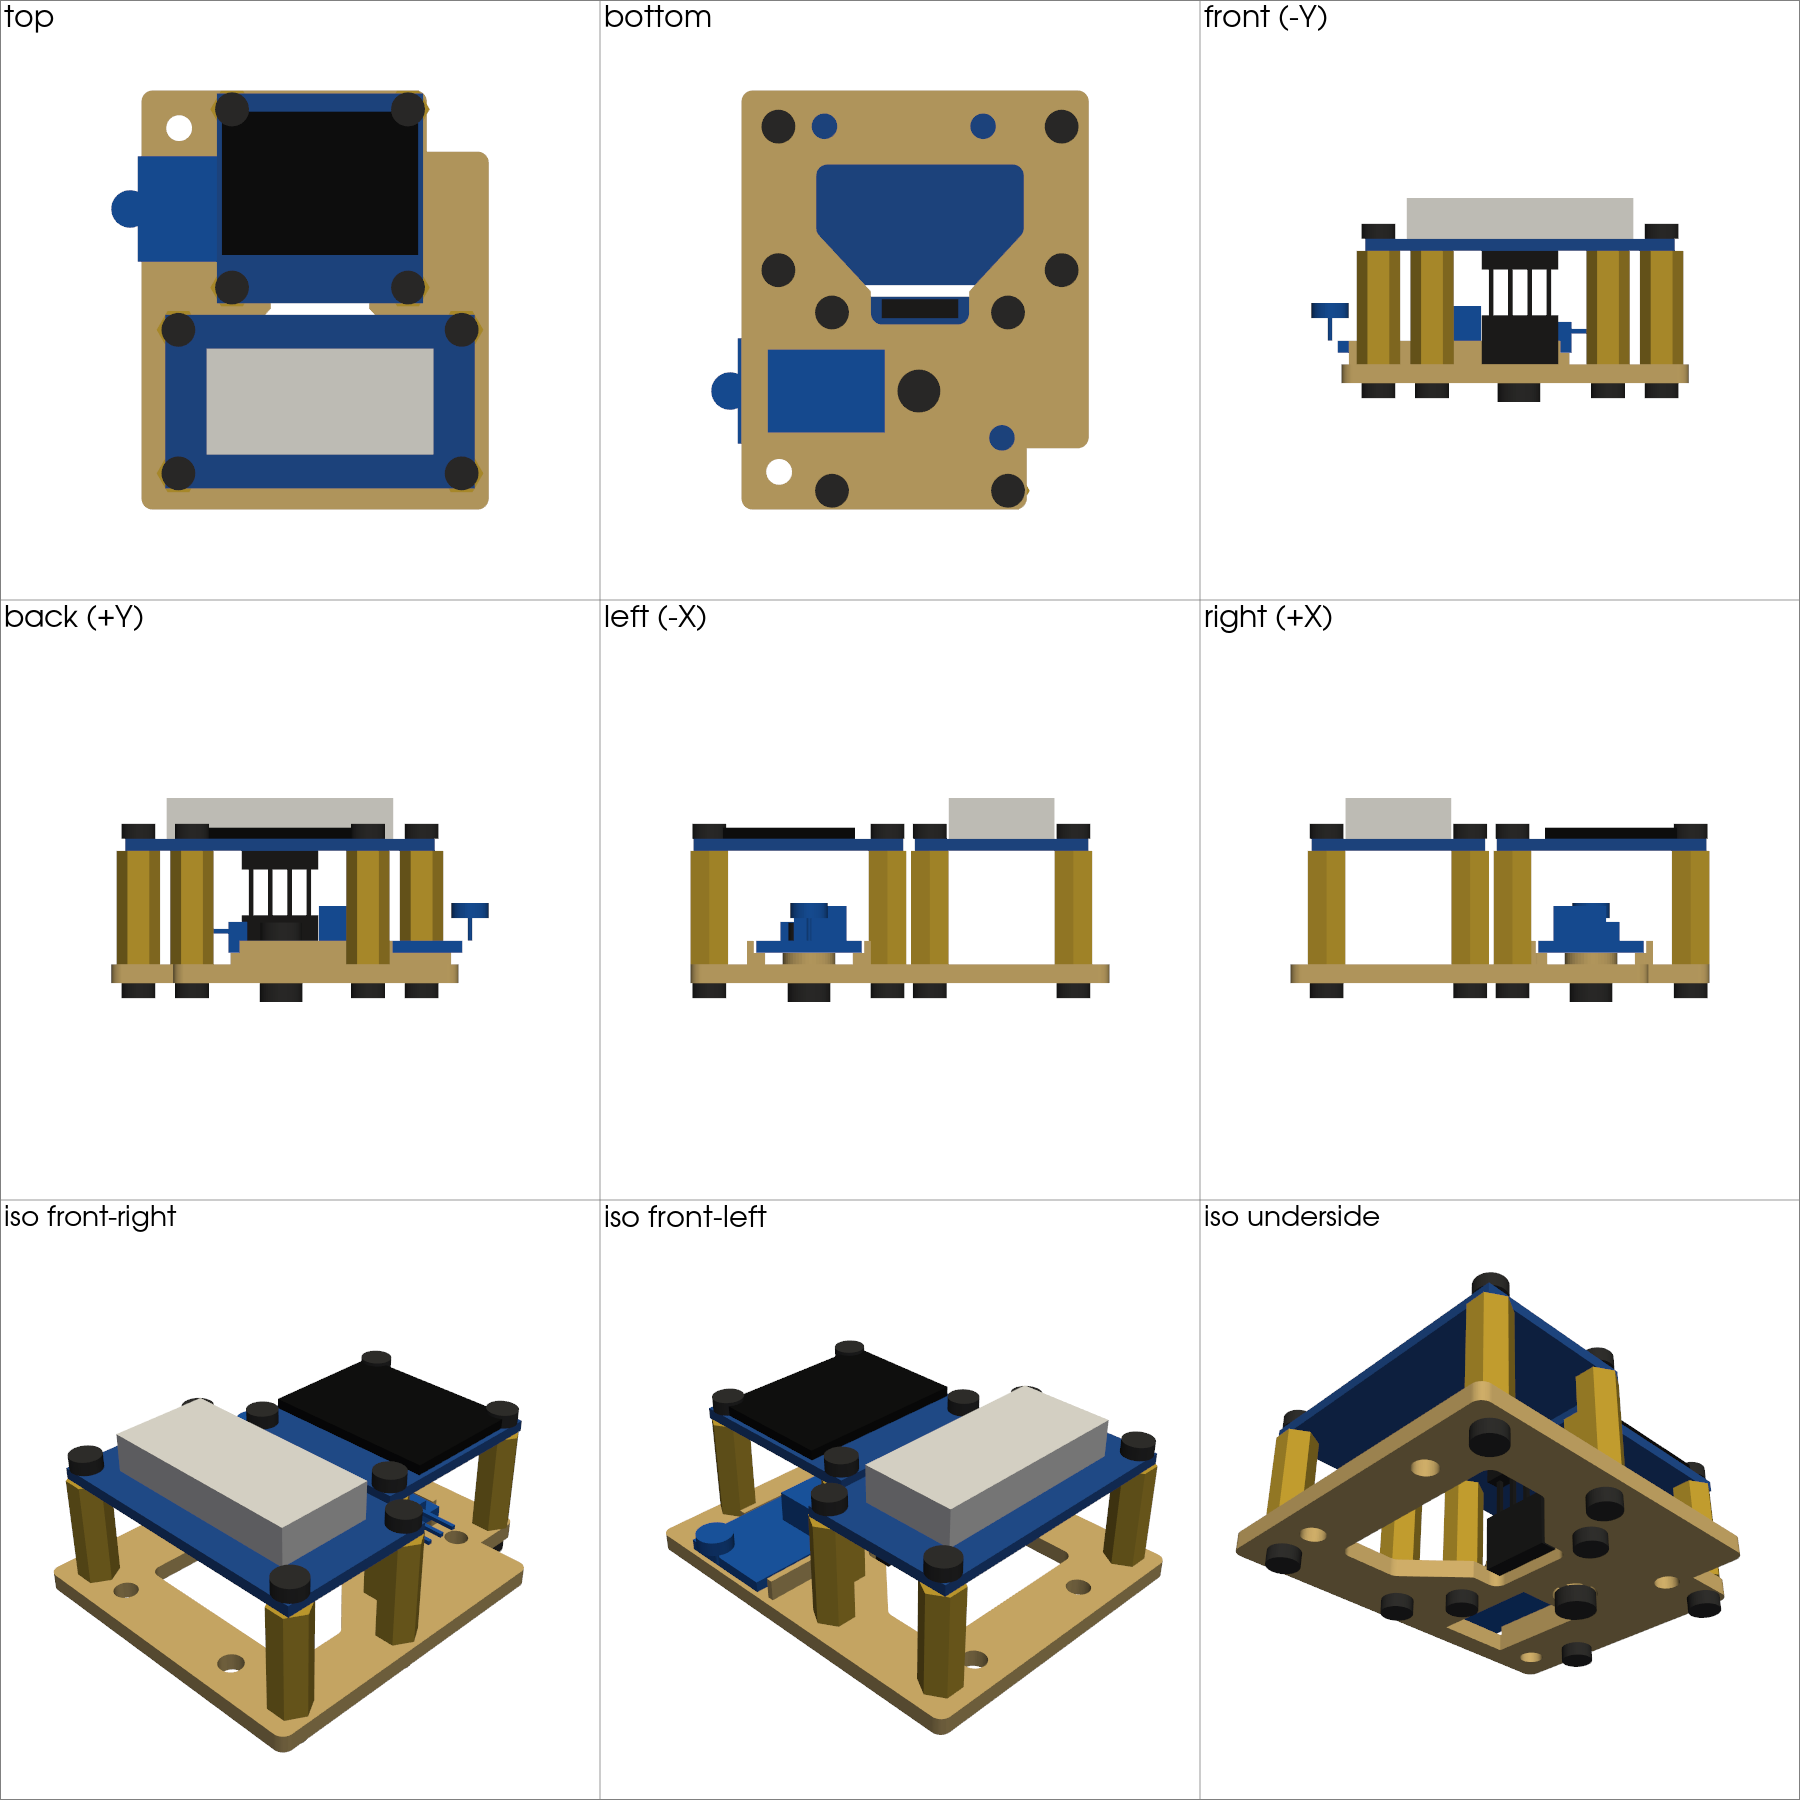 top
bottom
front (-Y)
back (+Y)
left (-X)
right (+X)
iso front-right
iso front-left
iso underside